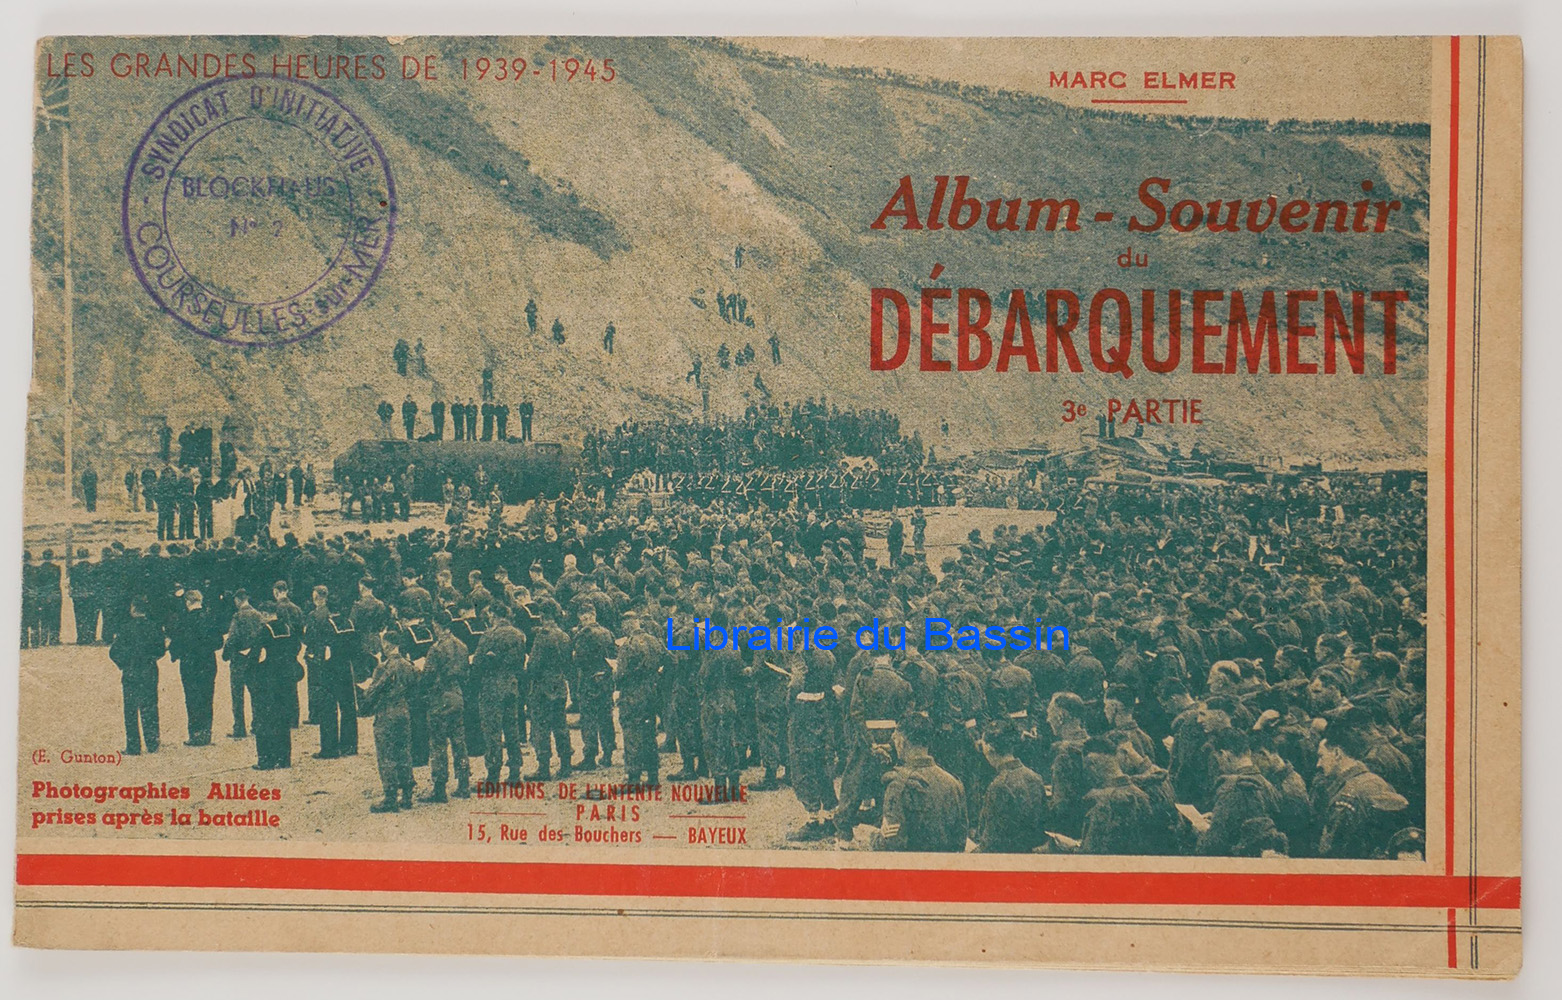 LES GRANDES HEURES DE 1939-1945
MARC ELMER
SYNDICAT D'INITIATIVE
BLOCKHAUS
N° 2
COURSEULLES-sur-MER
Album-Souvenir
du
DÉBARQUEMENT
3e PARTIE
Librairie du Bassin
(E. Gunton)
Photographies Alliées
prises après la bataille
EDITIONS DE L'ENTENTE NOUVELLE
PARIS
15, Rue des Bouchers — BAYEUX